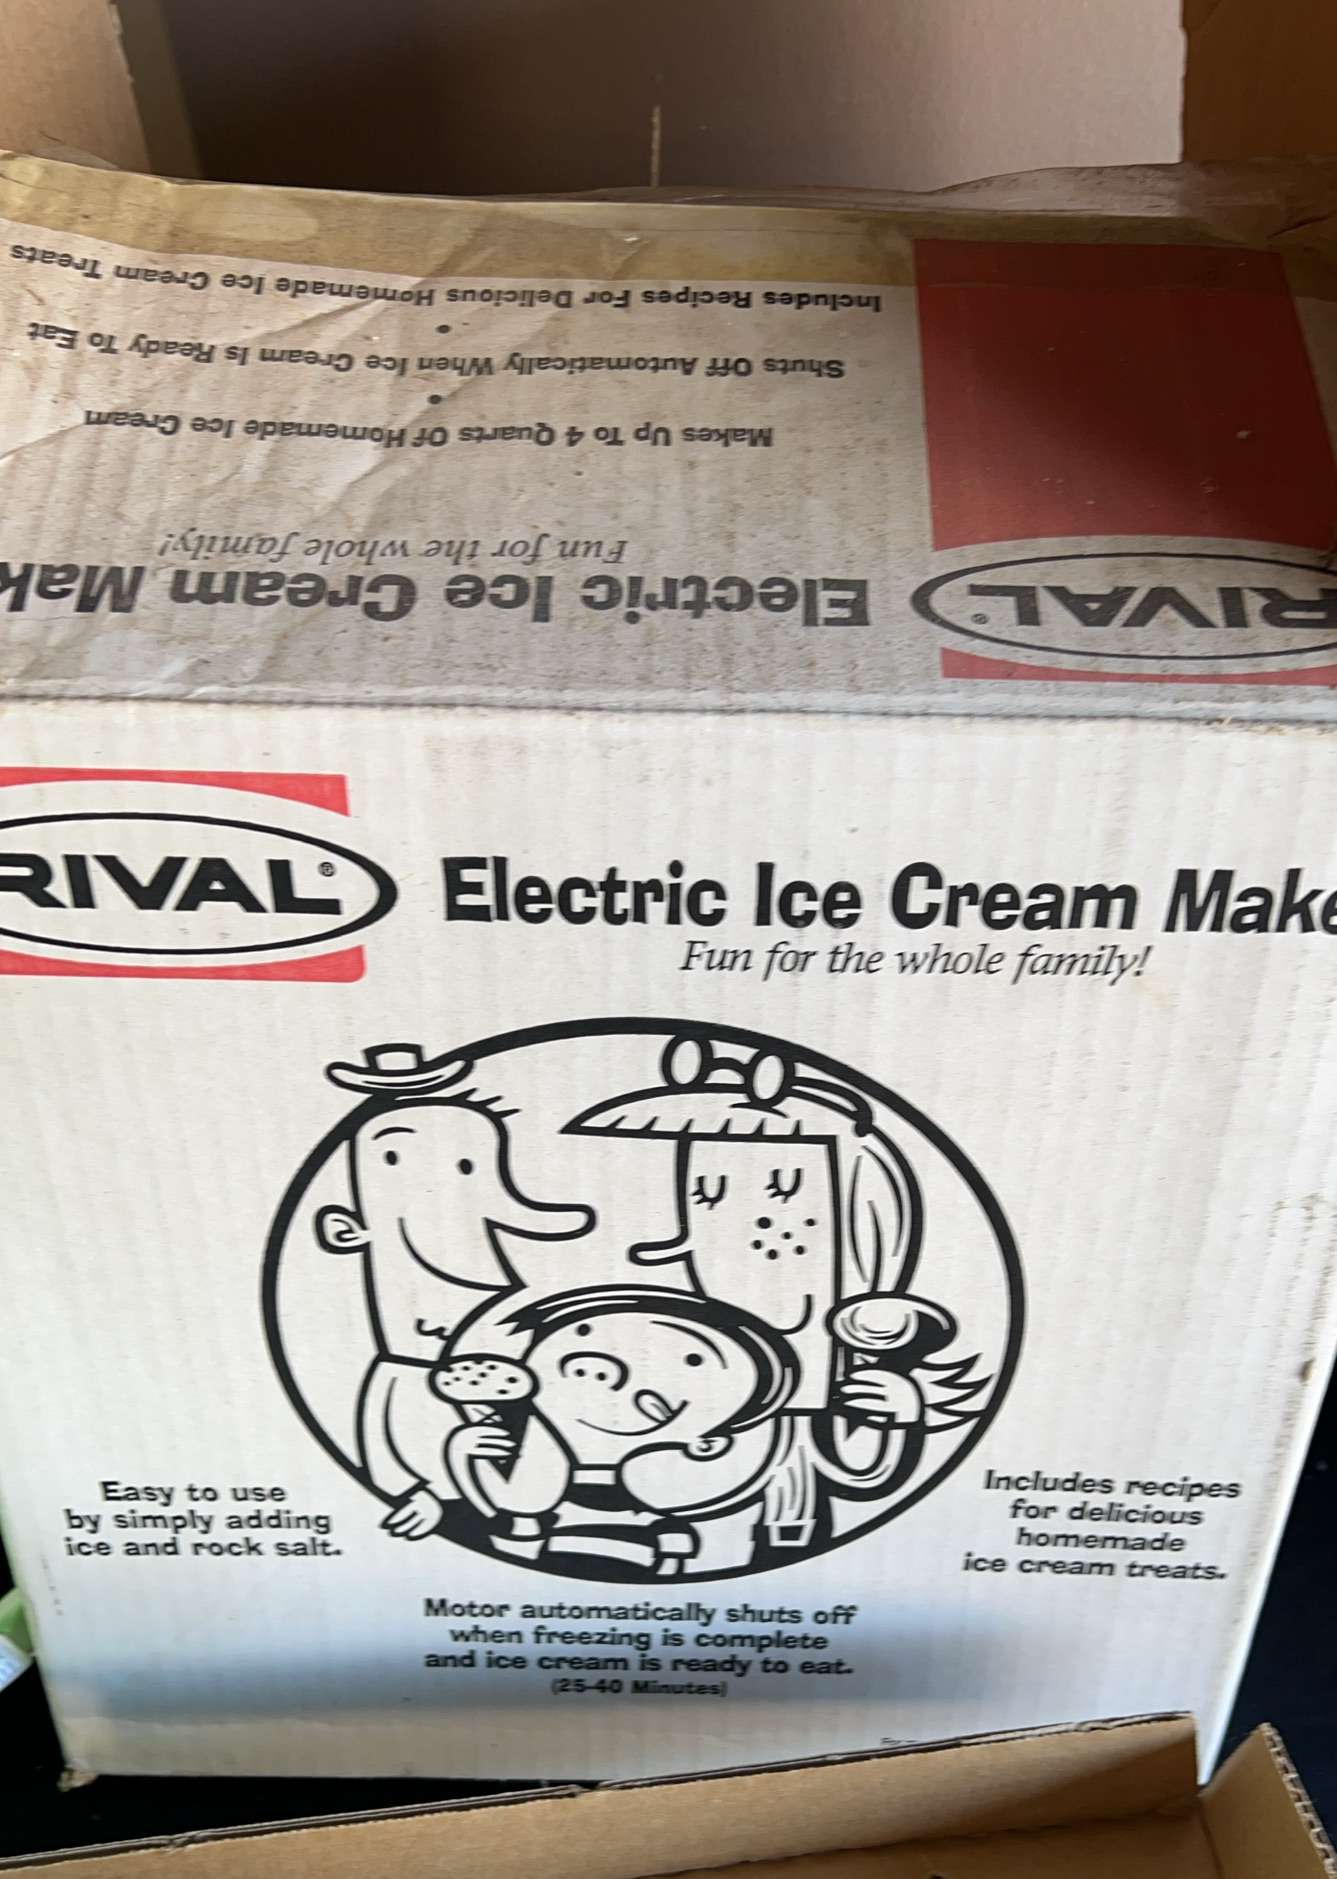 Includes Recipes For Delicious Homemade Ice Cream Treats
•
Shuts Off Automatically When Ice Cream Is Ready To Eat
•
Makes Up To 4 Quarts Of Homemade Ice Cream
Fun for the whole family!
RIVAL® Electric Ice Cream Mak
RIVAL® Electric Ice Cream Make
Fun for the whole family!
Easy to use
by simply adding
ice and rock salt.
Includes recipes
for delicious
homemade
ice cream treats.
Motor automatically shuts off
when freezing is complete
and ice cream is ready to eat.
(25-40 Minutes)